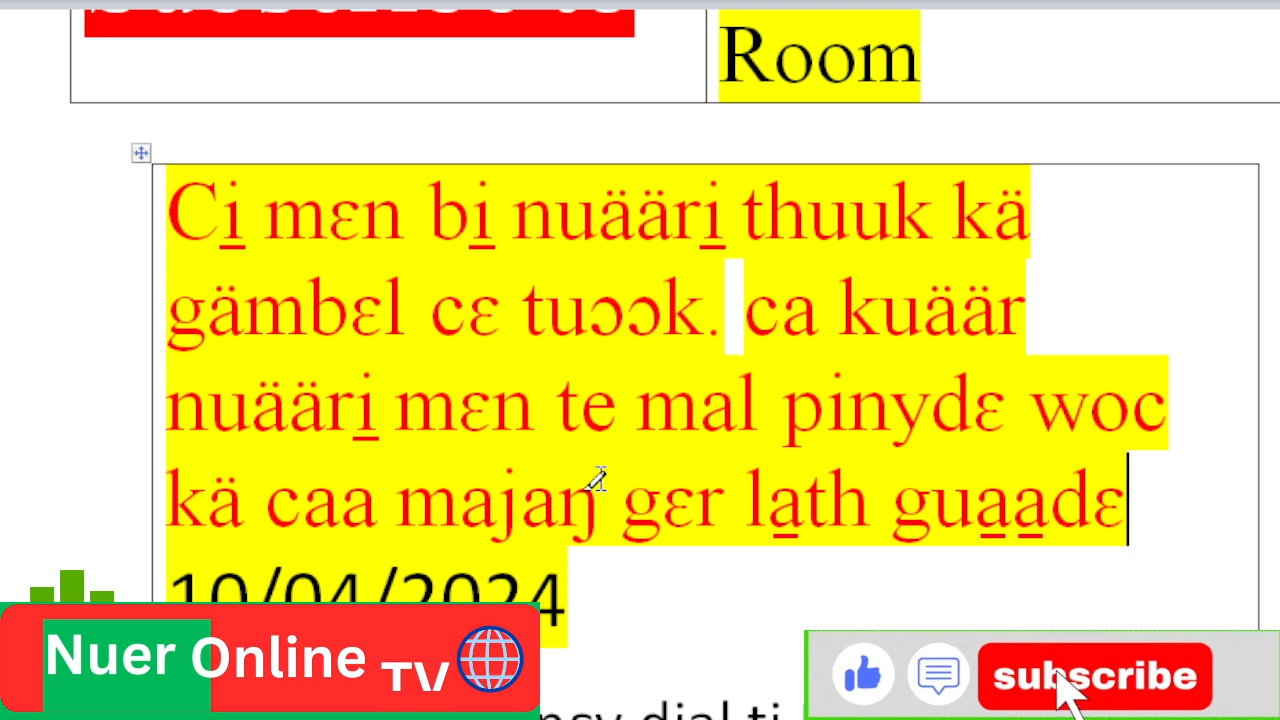 Room
Ci̱ mɛn bi̱ nuääri̱ thuuk kä
gämbɛl cɛ tuɔɔk. ca kuäär
nuääri̱ mɛn te mal pinydɛ woc
kä caa majaŋ gɛr la̱th gua̱a̱dɛ
10/04/2024
Nuer Online TV
subscribe